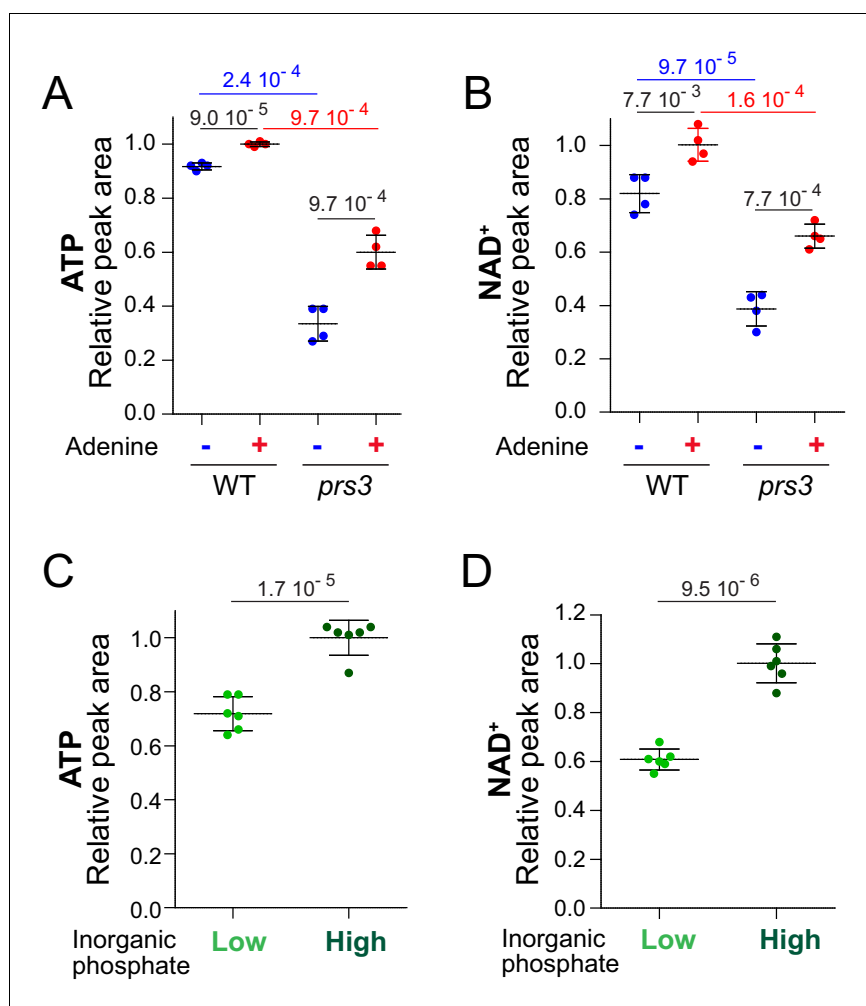 A
2.4 10⁻⁴
9.0 10⁻⁵
9.7 10⁻⁴
9.7 10⁻⁴
ATP
Relative peak area
1.0
0.8
0.6
0.4
0.2
0.0
Adenine - + - +
WT prs3
B
9.7 10⁻⁵
7.7 10⁻³
1.6 10⁻⁴
7.7 10⁻⁴
NAD⁺
Relative peak area
1.0
0.8
0.6
0.4
0.2
0.0
Adenine - + - +
WT prs3
C
1.7 10⁻⁵
ATP
Relative peak area
1.0
0.8
0.6
0.4
0.2
0.0
Inorganic
phosphate
Low High
D
9.5 10⁻⁶
NAD⁺
Relative peak area
1.2
1.0
0.8
0.6
0.4
0.2
0.0
Inorganic
phosphate
Low High